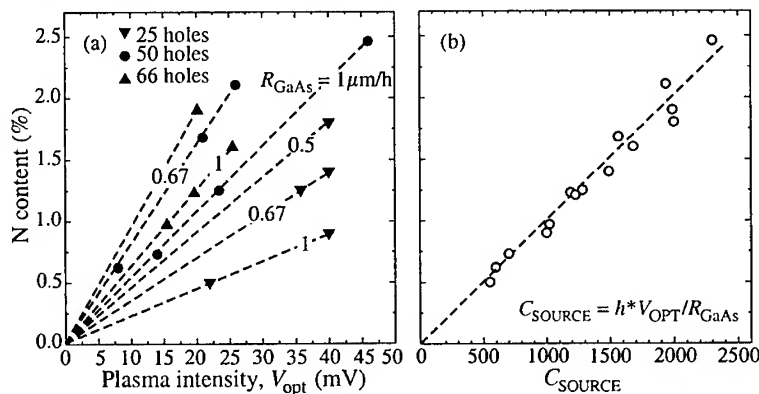 (a)
▼ 25 holes
● 50 holes
▲ 66 holes
R_GaAs = 1 μm/h
0.67
1
0.5
0.67
1
N content (%)
2.5
2.0
1.5
1.0
0.5
0.0
0 5 10 15 20 25 30 35 40 45 50
Plasma intensity, V_opt (mV)
(b)
C_SOURCE = h*V_OPT/R_GaAs
0 500 1000 1500 2000 2500
C_SOURCE